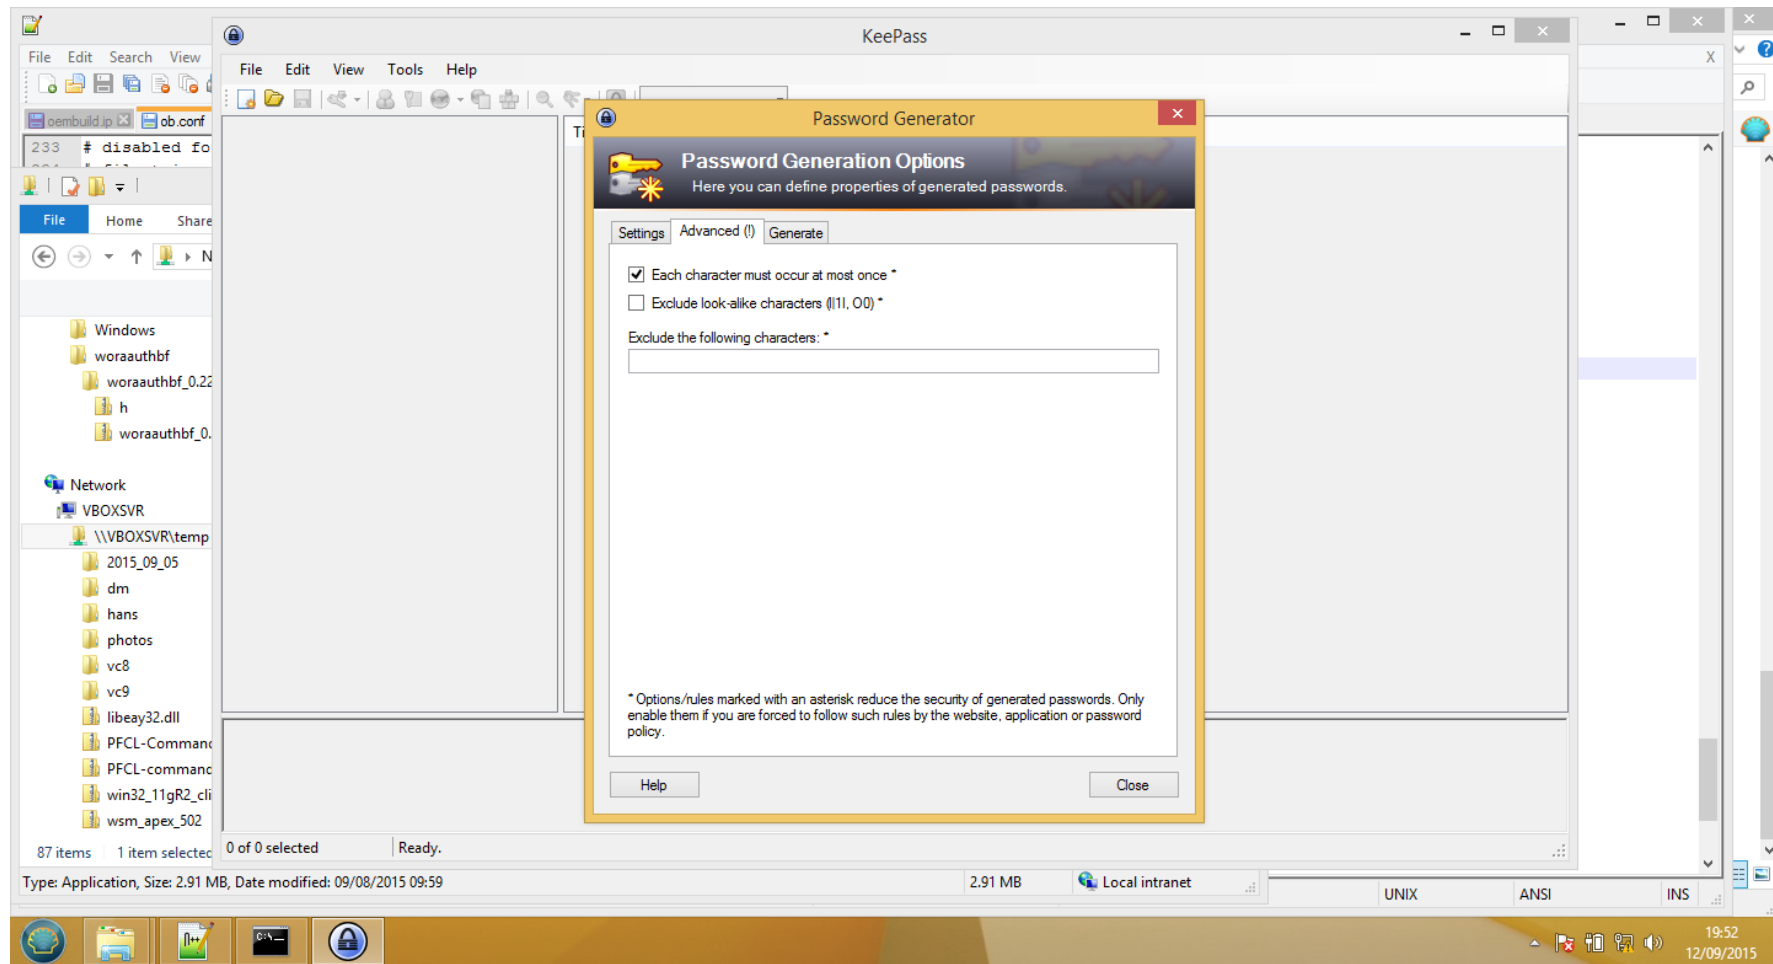 KeePass
X
File Edit Search View
File Edit View Tools Help
oembuild.ip ob.conf
233 # disabled fo
Password Generator
Password Generation Options
Here you can define properties of generated passwords.
File Home Share
Settings Advanced (!) Generate
N
Each character must occur at most once *
Exclude look-alike characters (l|1I, O0) *
Exclude the following characters: *
Windows
woraauthbf
woraauthbf_0.22
h
woraauthbf_0.
Network
VBOXSVR
\\VBOXSVR\temp
2015_09_05
dm
hans
photos
vc8
vc9
libeay32.dll
PFCL-Command
PFCL-command
win32_11gR2_cli
wsm_apex_502
* Options/rules marked with an asterisk reduce the security of generated passwords. Only
enable them if you are forced to follow such rules by the website, application or password
policy.
Help Close
0 of 0 selected Ready.
87 items 1 item selected
Type: Application, Size: 2.91 MB, Date modified: 09/08/2015 09:59 2.91 MB Local intranet
UNIX ANSI INS
19:52
12/09/2015